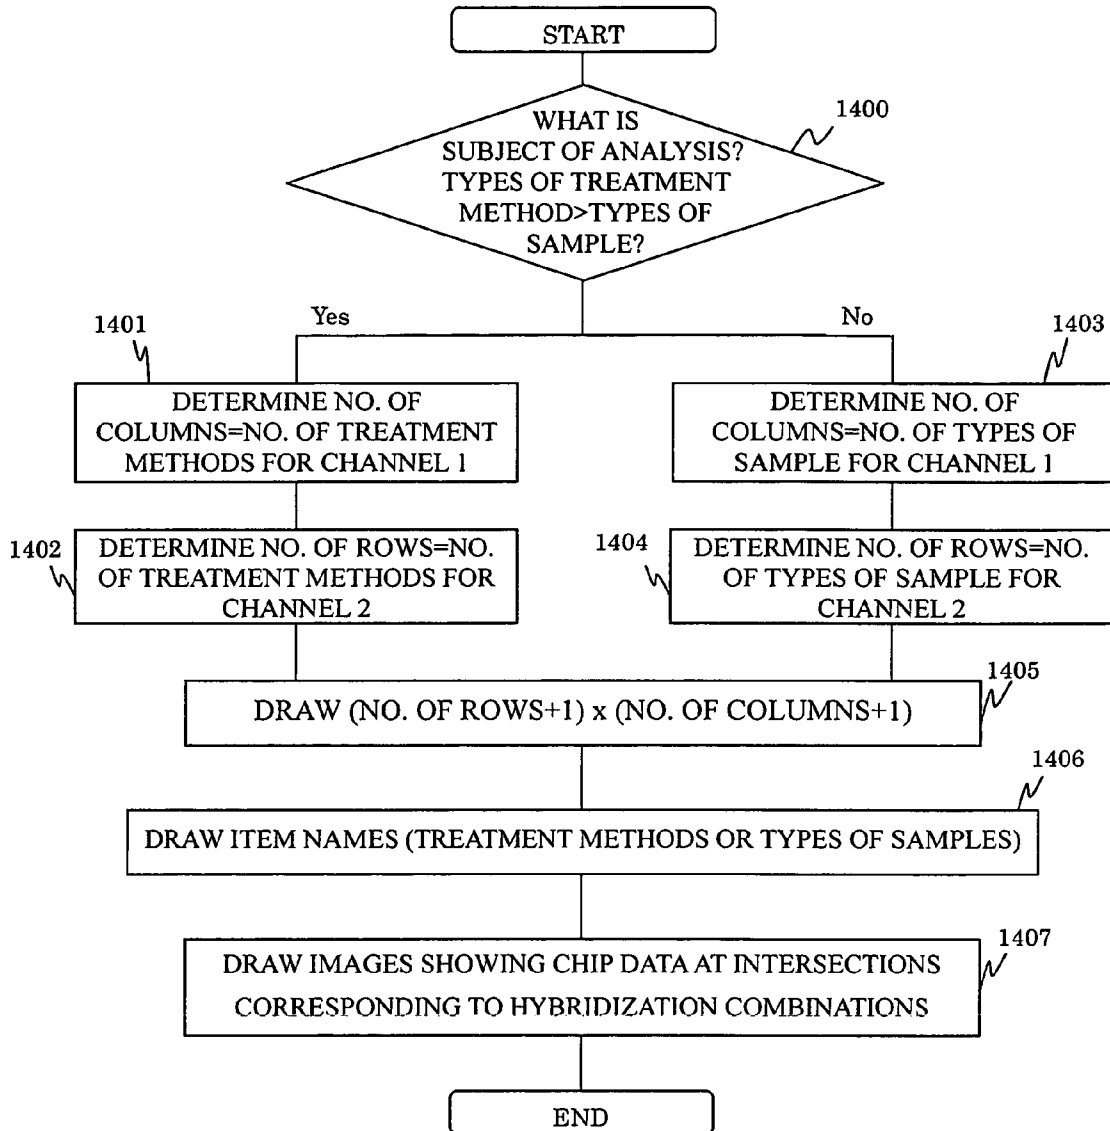 START
1400
WHAT IS
SUBJECT OF ANALYSIS?
TYPES OF TREATMENT
METHOD>TYPES OF
SAMPLE?
Yes
No
1401
DETERMINE NO. OF
COLUMNS=NO. OF TREATMENT
METHODS FOR CHANNEL 1
1403
DETERMINE NO. OF
COLUMNS=NO. OF TYPES OF
SAMPLE FOR CHANNEL 1
1402
DETERMINE NO. OF ROWS=NO.
OF TREATMENT METHODS FOR
CHANNEL 2
1404
DETERMINE NO. OF ROWS=NO.
OF TYPES OF SAMPLE FOR
CHANNEL 2
1405
DRAW (NO. OF ROWS+1) x (NO. OF COLUMNS+1)
1406
DRAW ITEM NAMES (TREATMENT METHODS OR TYPES OF SAMPLES)
1407
DRAW IMAGES SHOWING CHIP DATA AT INTERSECTIONS
CORRESPONDING TO HYBRIDIZATION COMBINATIONS
END